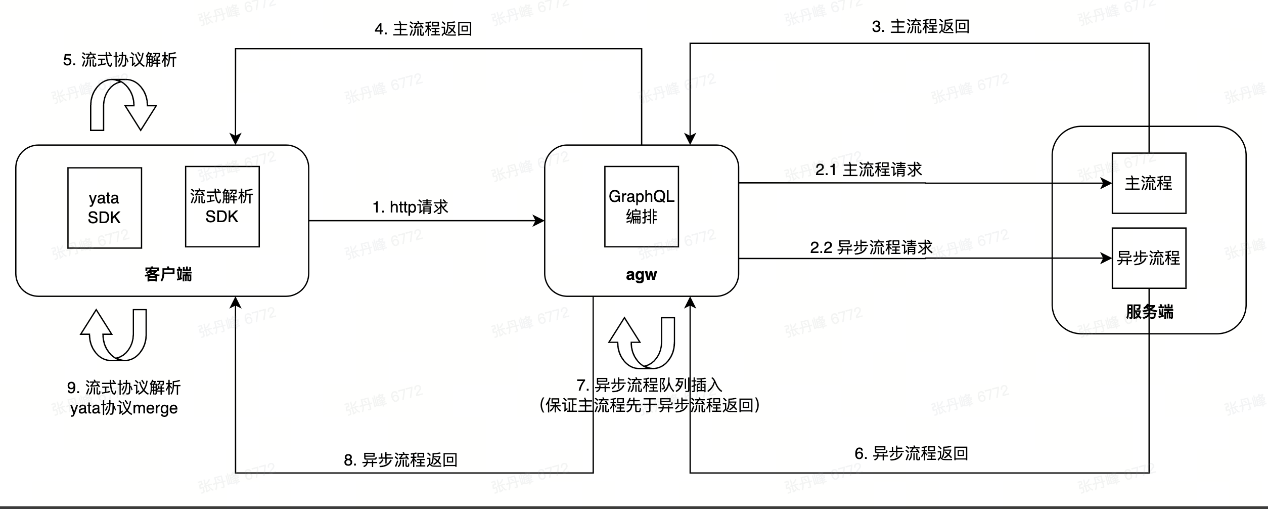 4. 主流程返回
3. 主流程返回
5. 流式协议解析
yata
SDK
流式解析
SDK
客户端
1. http请求
GraphQL
编排
agw
2.1 主流程请求
2.2 异步流程请求
主流程
异步流程
服务端
7. 异步流程队列插入
（保证主流程先于异步流程返回）
9. 流式协议解析
yata协议merge
8. 异步流程返回
6. 异步流程返回
张丹峰 6772